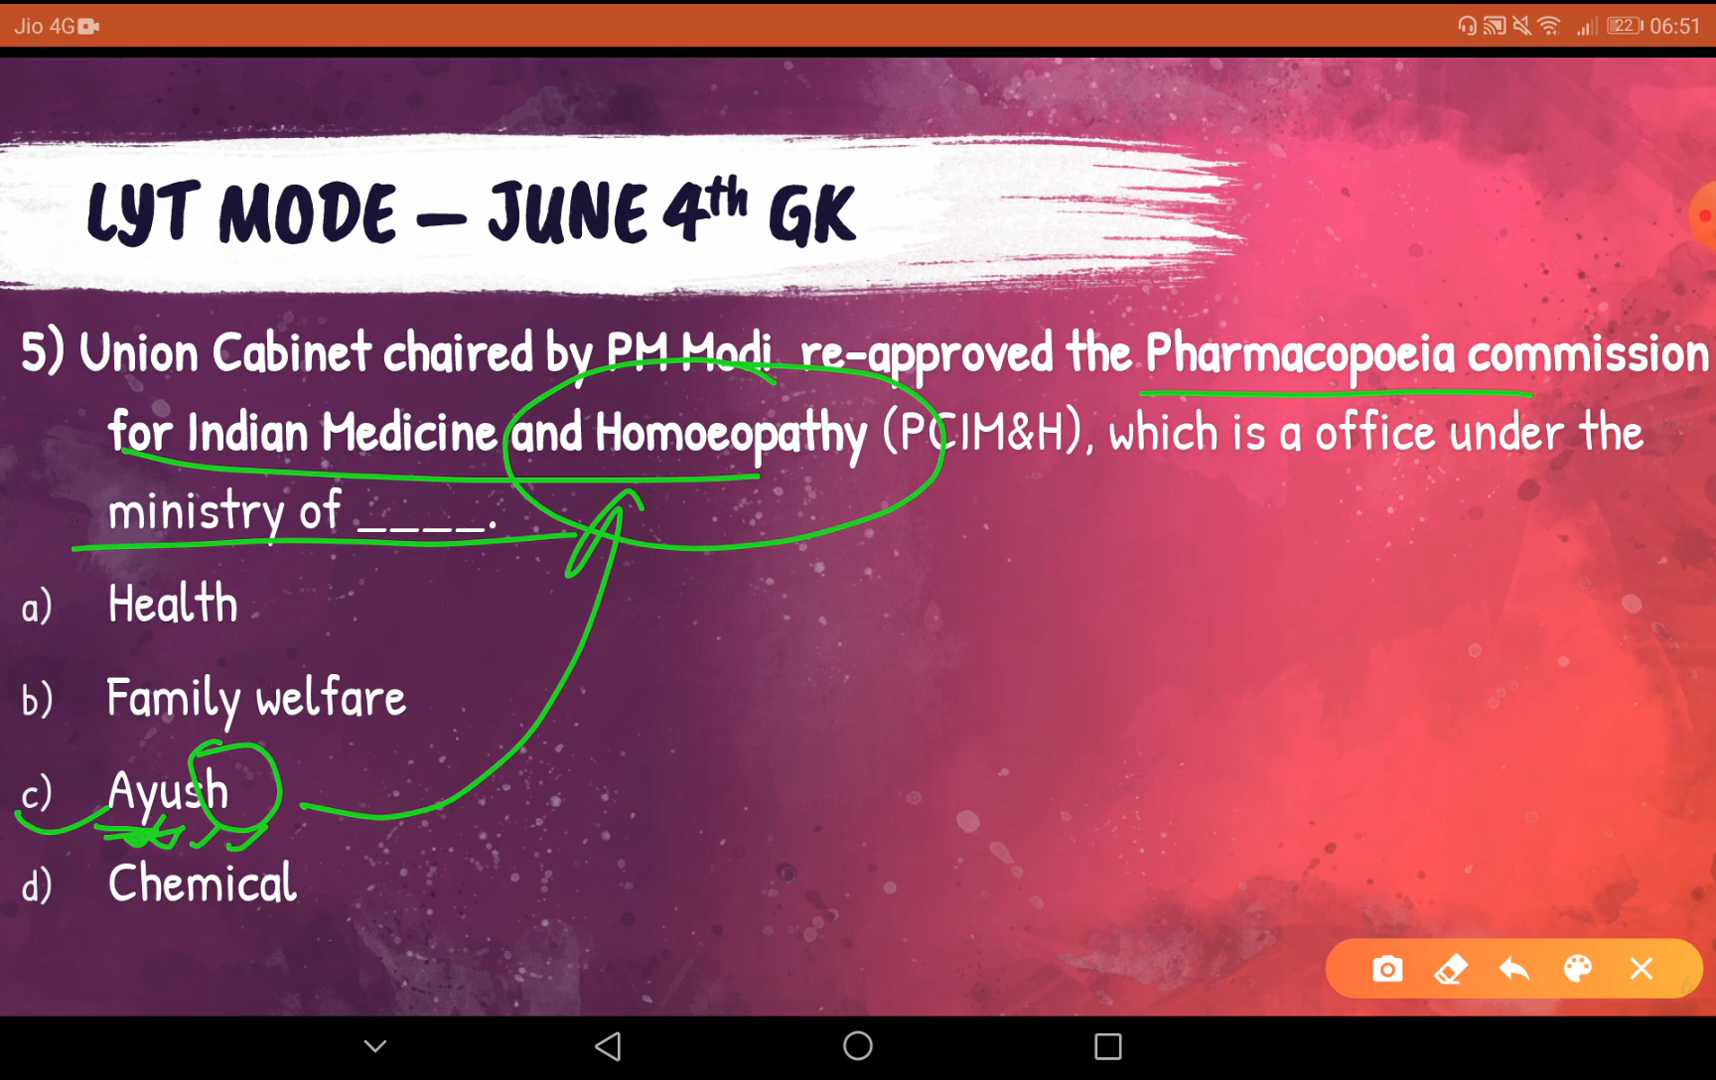 Jio 4G
22 06:51
LYT MODE – JUNE 4th GK
5) Union Cabinet chaired by PM Modi re-approved the Pharmacopoeia commission
for Indian Medicine and Homoeopathy (PCIM&H), which is a office under the
ministry of ____.
a) Health
b) Family welfare
c) Ayush
d) Chemical